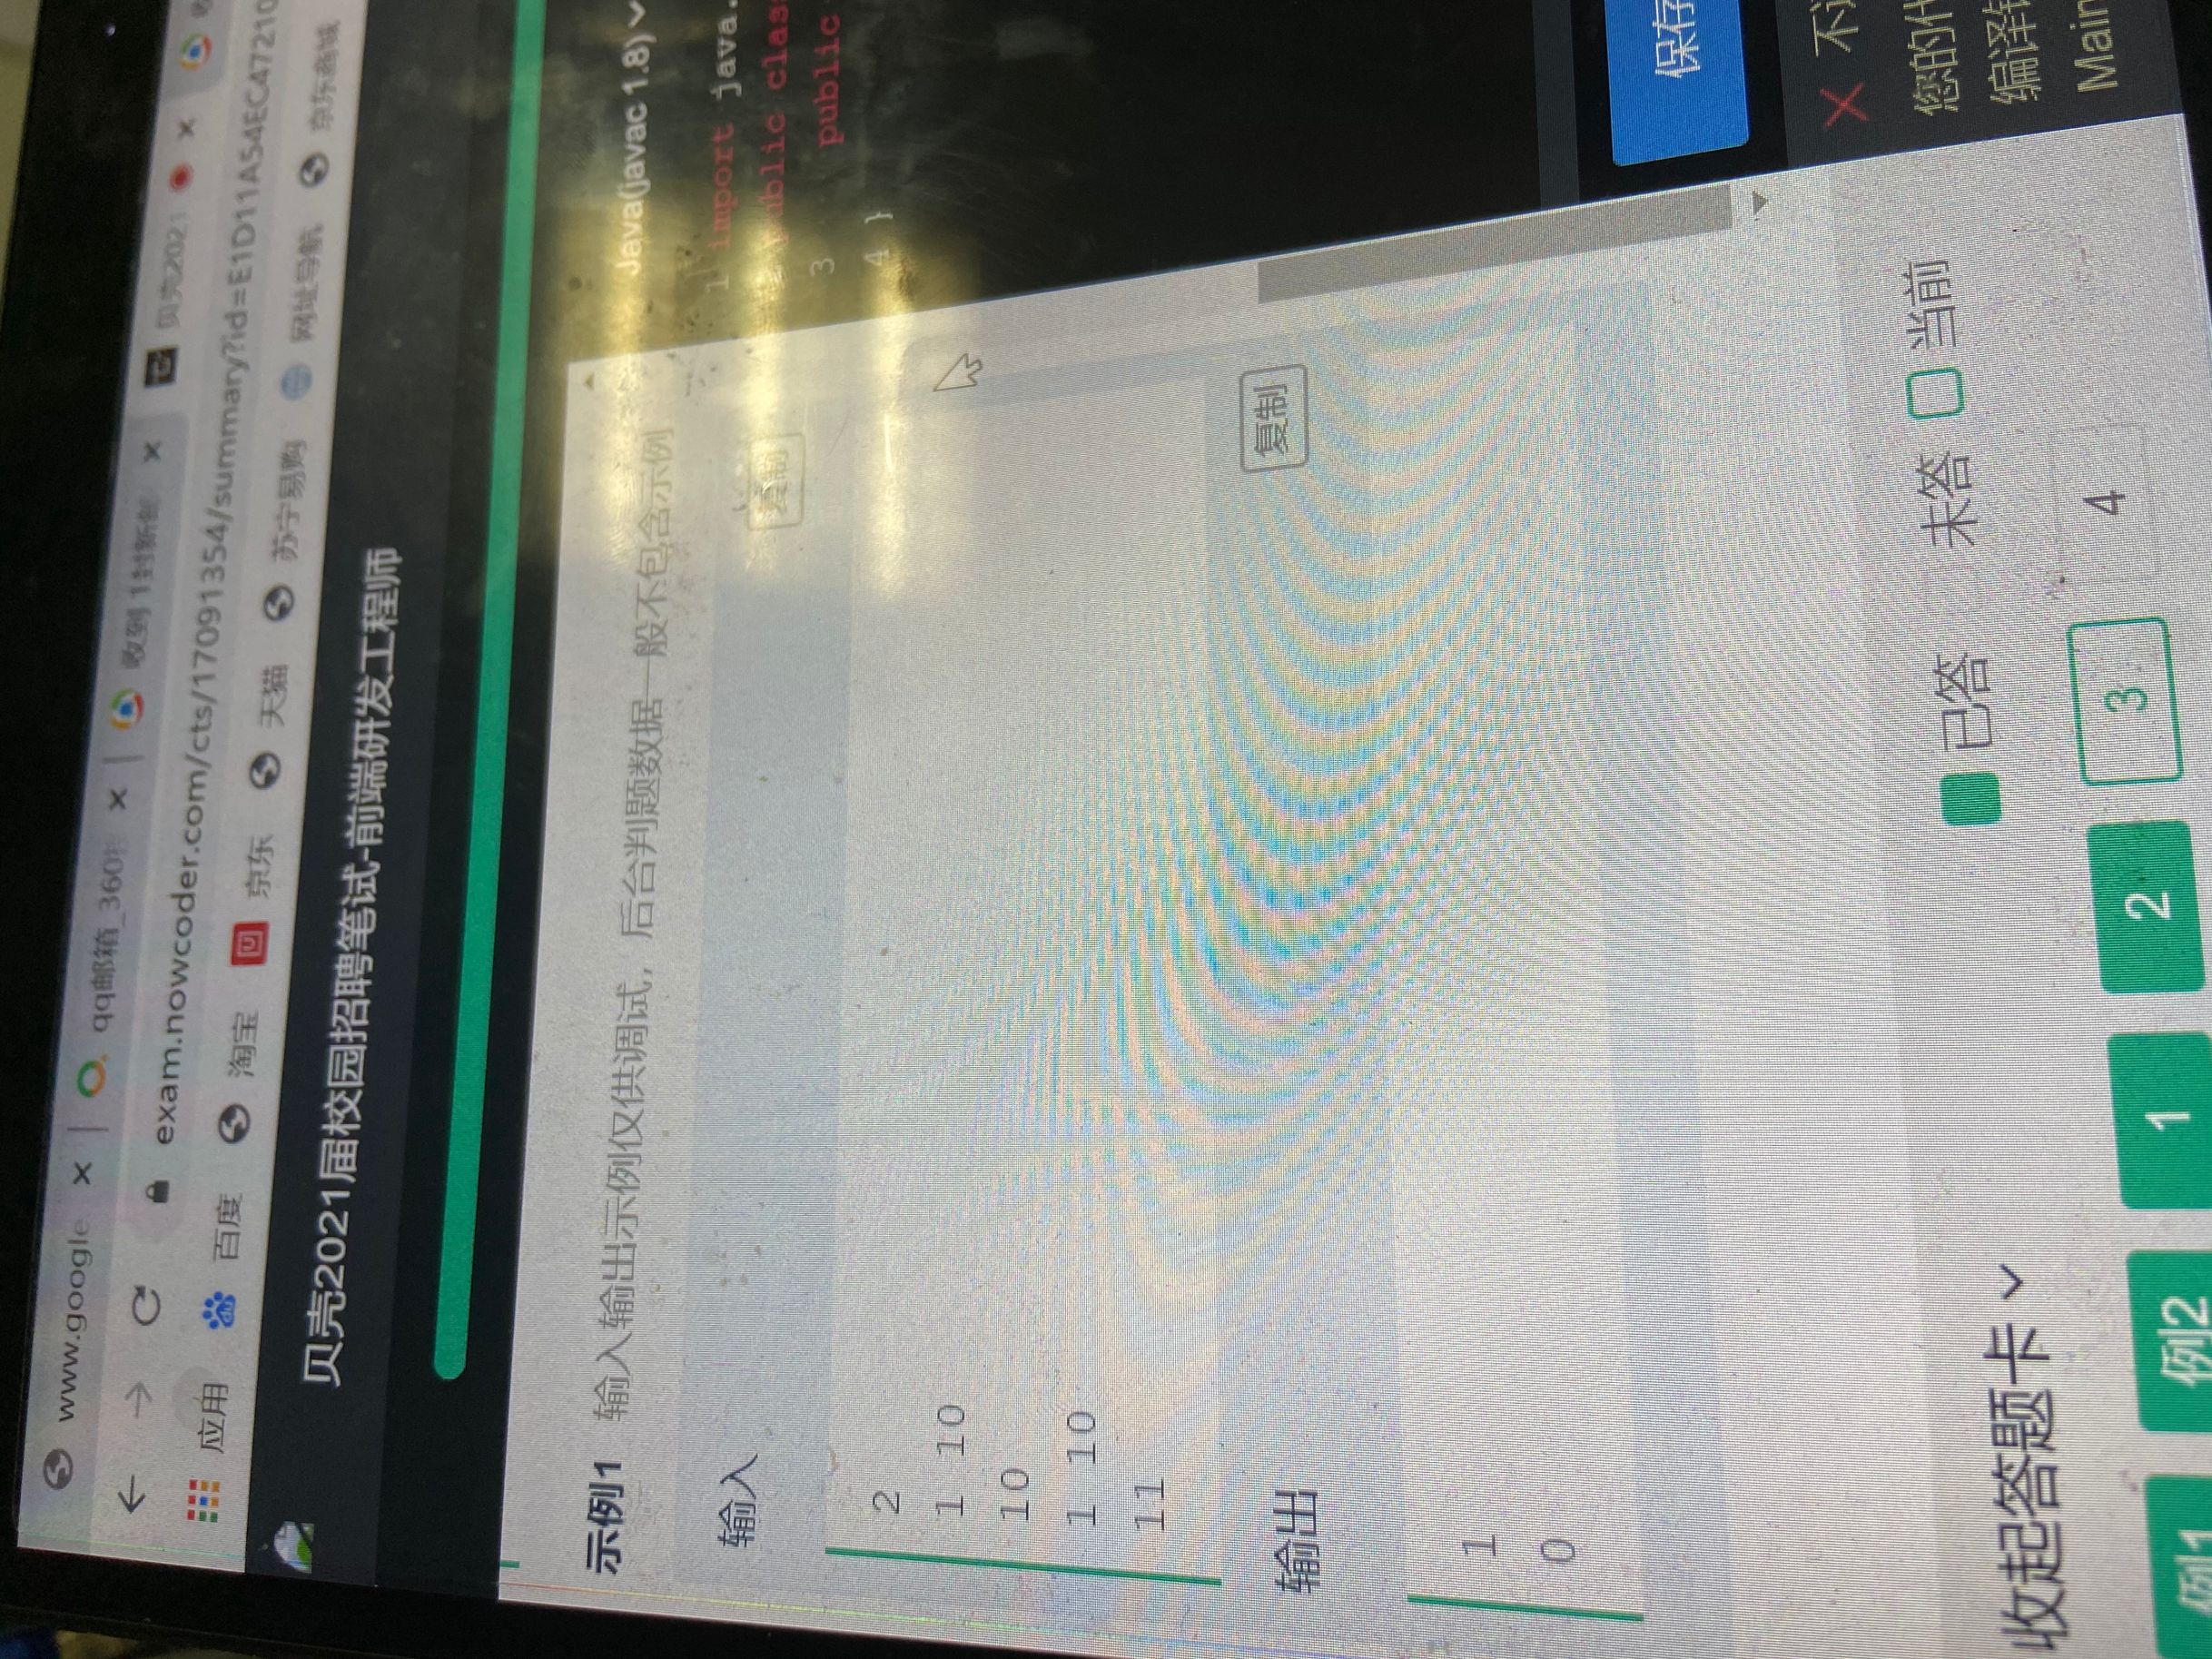 www.google
qq邮箱_360
收到 1封新
贝壳2021
exam.nowcoder.com/cts/17091354/summary?id=E1D11A54EC47210
应用
百度
淘宝
京东
天猫
苏宁易购
网址导航
京东商城
贝壳2021届校园招聘笔试-前端研发工程师
示例1 输入输出示例仅供调试，后台判题数据一般不包含示例
输入
复制
2
1 10
10
1 10
11
输出
复制
1
0
Java(javac 1.8)
1 import java.
public clas
3 public
4 }
保存
不
您的代
编译
Main
已答
未答
当前
收起答题卡
例1
例2
1
2
3
4